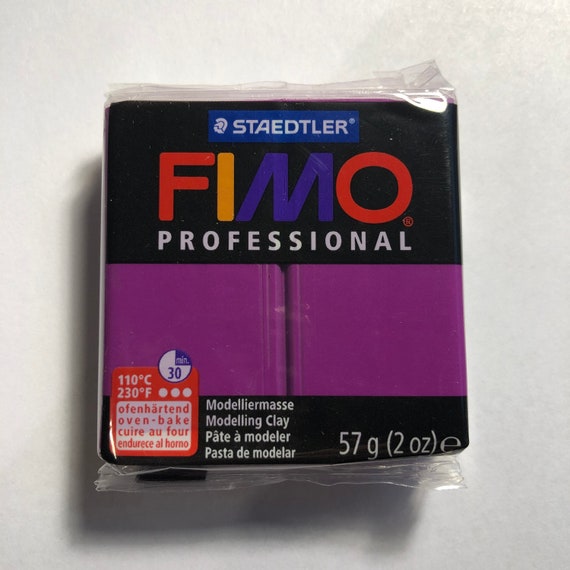 STAEDTLER®
FIMO®
PROFESSIONAL
min.
30
110°C
230°F
ofenhärtend
oven-bake
cuire au four
endurece al horno
Modelliermasse
Modelling Clay
Pâte à modeler
Pasta de modelar
57 g (2 oz) ℮